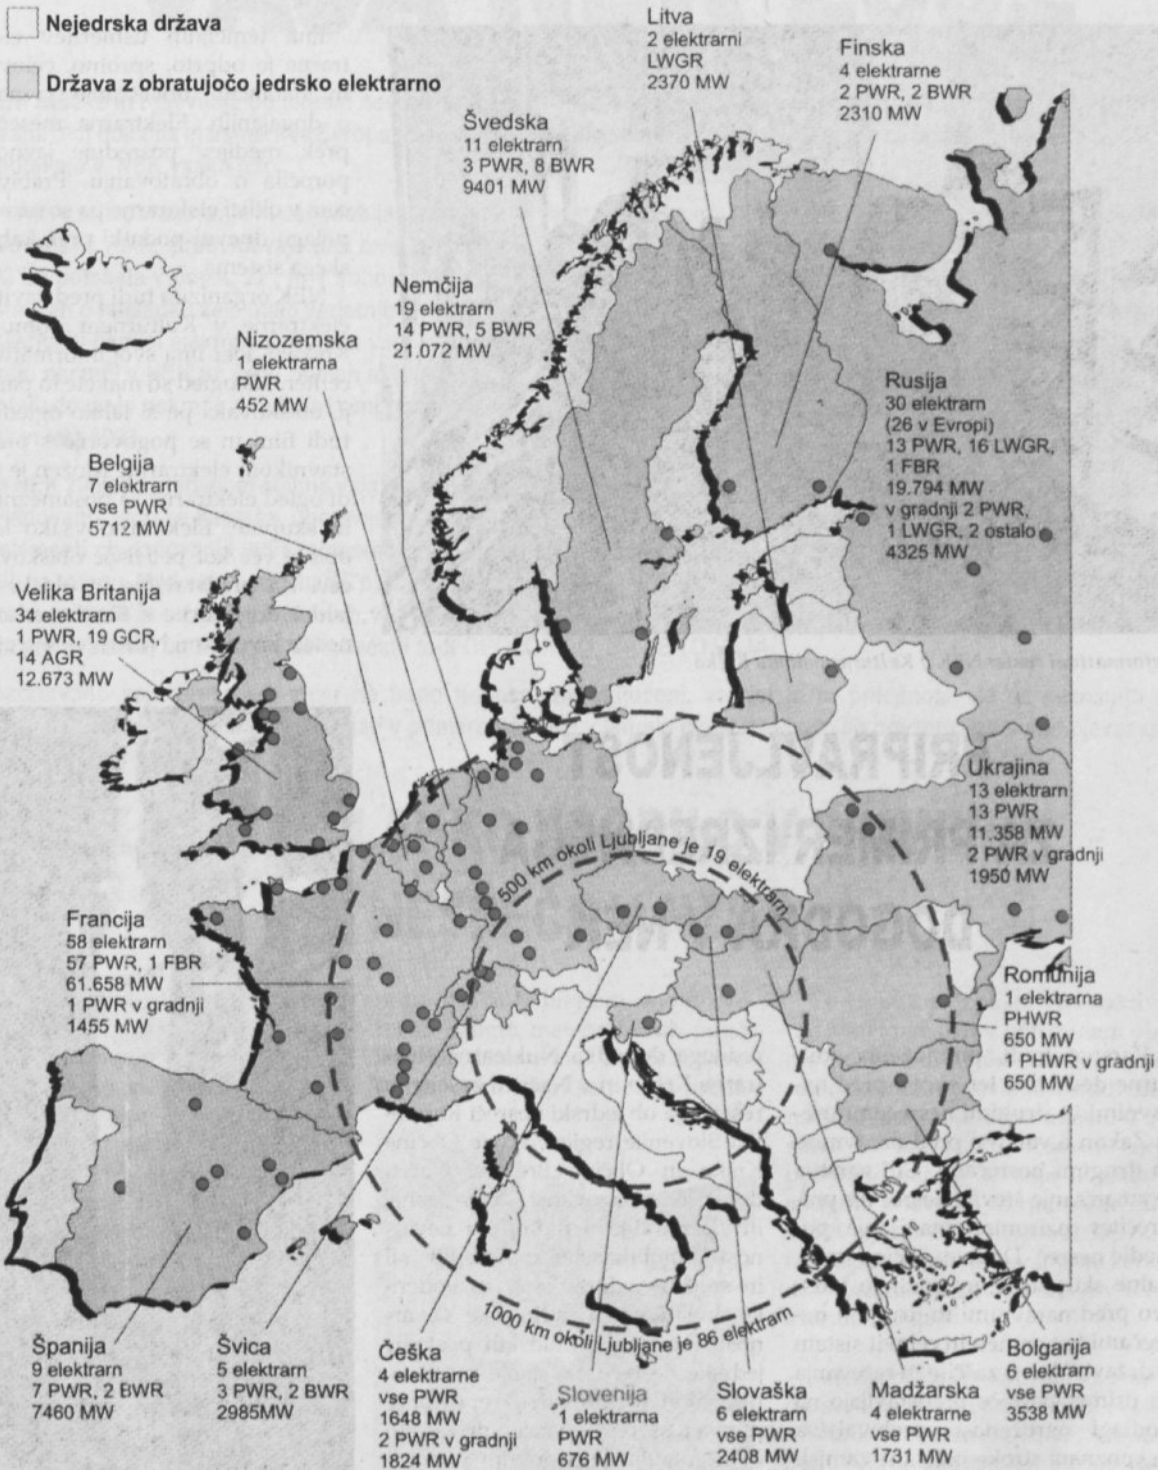 Nejedrska država
Država z obratujočo jedrsko elektrarno
Litva
2 elektrarni
LWGR
2370 MW
Finska
4 elektrarne
2 PWR, 2 BWR
2310 MW
Švedska
11 elektrarn
3 PWR, 8 BWR
9401 MW
Nemčija
19 elektrarn
14 PWR, 5 BWR
21.072 MW
Nizozemska
1 elektrarna
PWR
452 MW
Rusija
30 elektrarn
(26 v Evropi)
13 PWR, 16 LWGR,
1 FBR
19.794 MW
v gradnji 2 PWR,
1 LWGR, 2 ostalo
4325 MW
Belgija
7 elektrarn
vse PWR
5712 MW
Velika Britanija
34 elektrarn
1 PWR, 19 GCR,
14 AGR
12.673 MW
Ukrajina
13 elektrarn
13 PWR
11.358 MW
2 PWR v gradnji
1950 MW
500 km okoli Ljubljane je 19 elektrarn
Francija
58 elektrarn
57 PWR, 1 FBR
61.658 MW
1 PWR v gradnji
1455 MW
Romunija
1 elektrarna
PHWR
650 MW
1 PHWR v gradnji
650 MW
1000 km okoli Ljubljane je 86 elektrarn
Španija
9 elektrarn
7 PWR, 2 BWR
7460 MW
Švica
5 elektrarn
3 PWR, 2 BWR
2985MW
Češka
4 elektrarne
vse PWR
1648 MW
2 PWR v gradnji
1824 MW
Slovenija
1 elektrarna
PWR
676 MW
Slovaška
6 elektrarn
vse PWR
2408 MW
Madžarska
4 elektrarne
vse PWR
1731 MW
Bolgarija
6 elektrarn
vse PWR
3538 MW